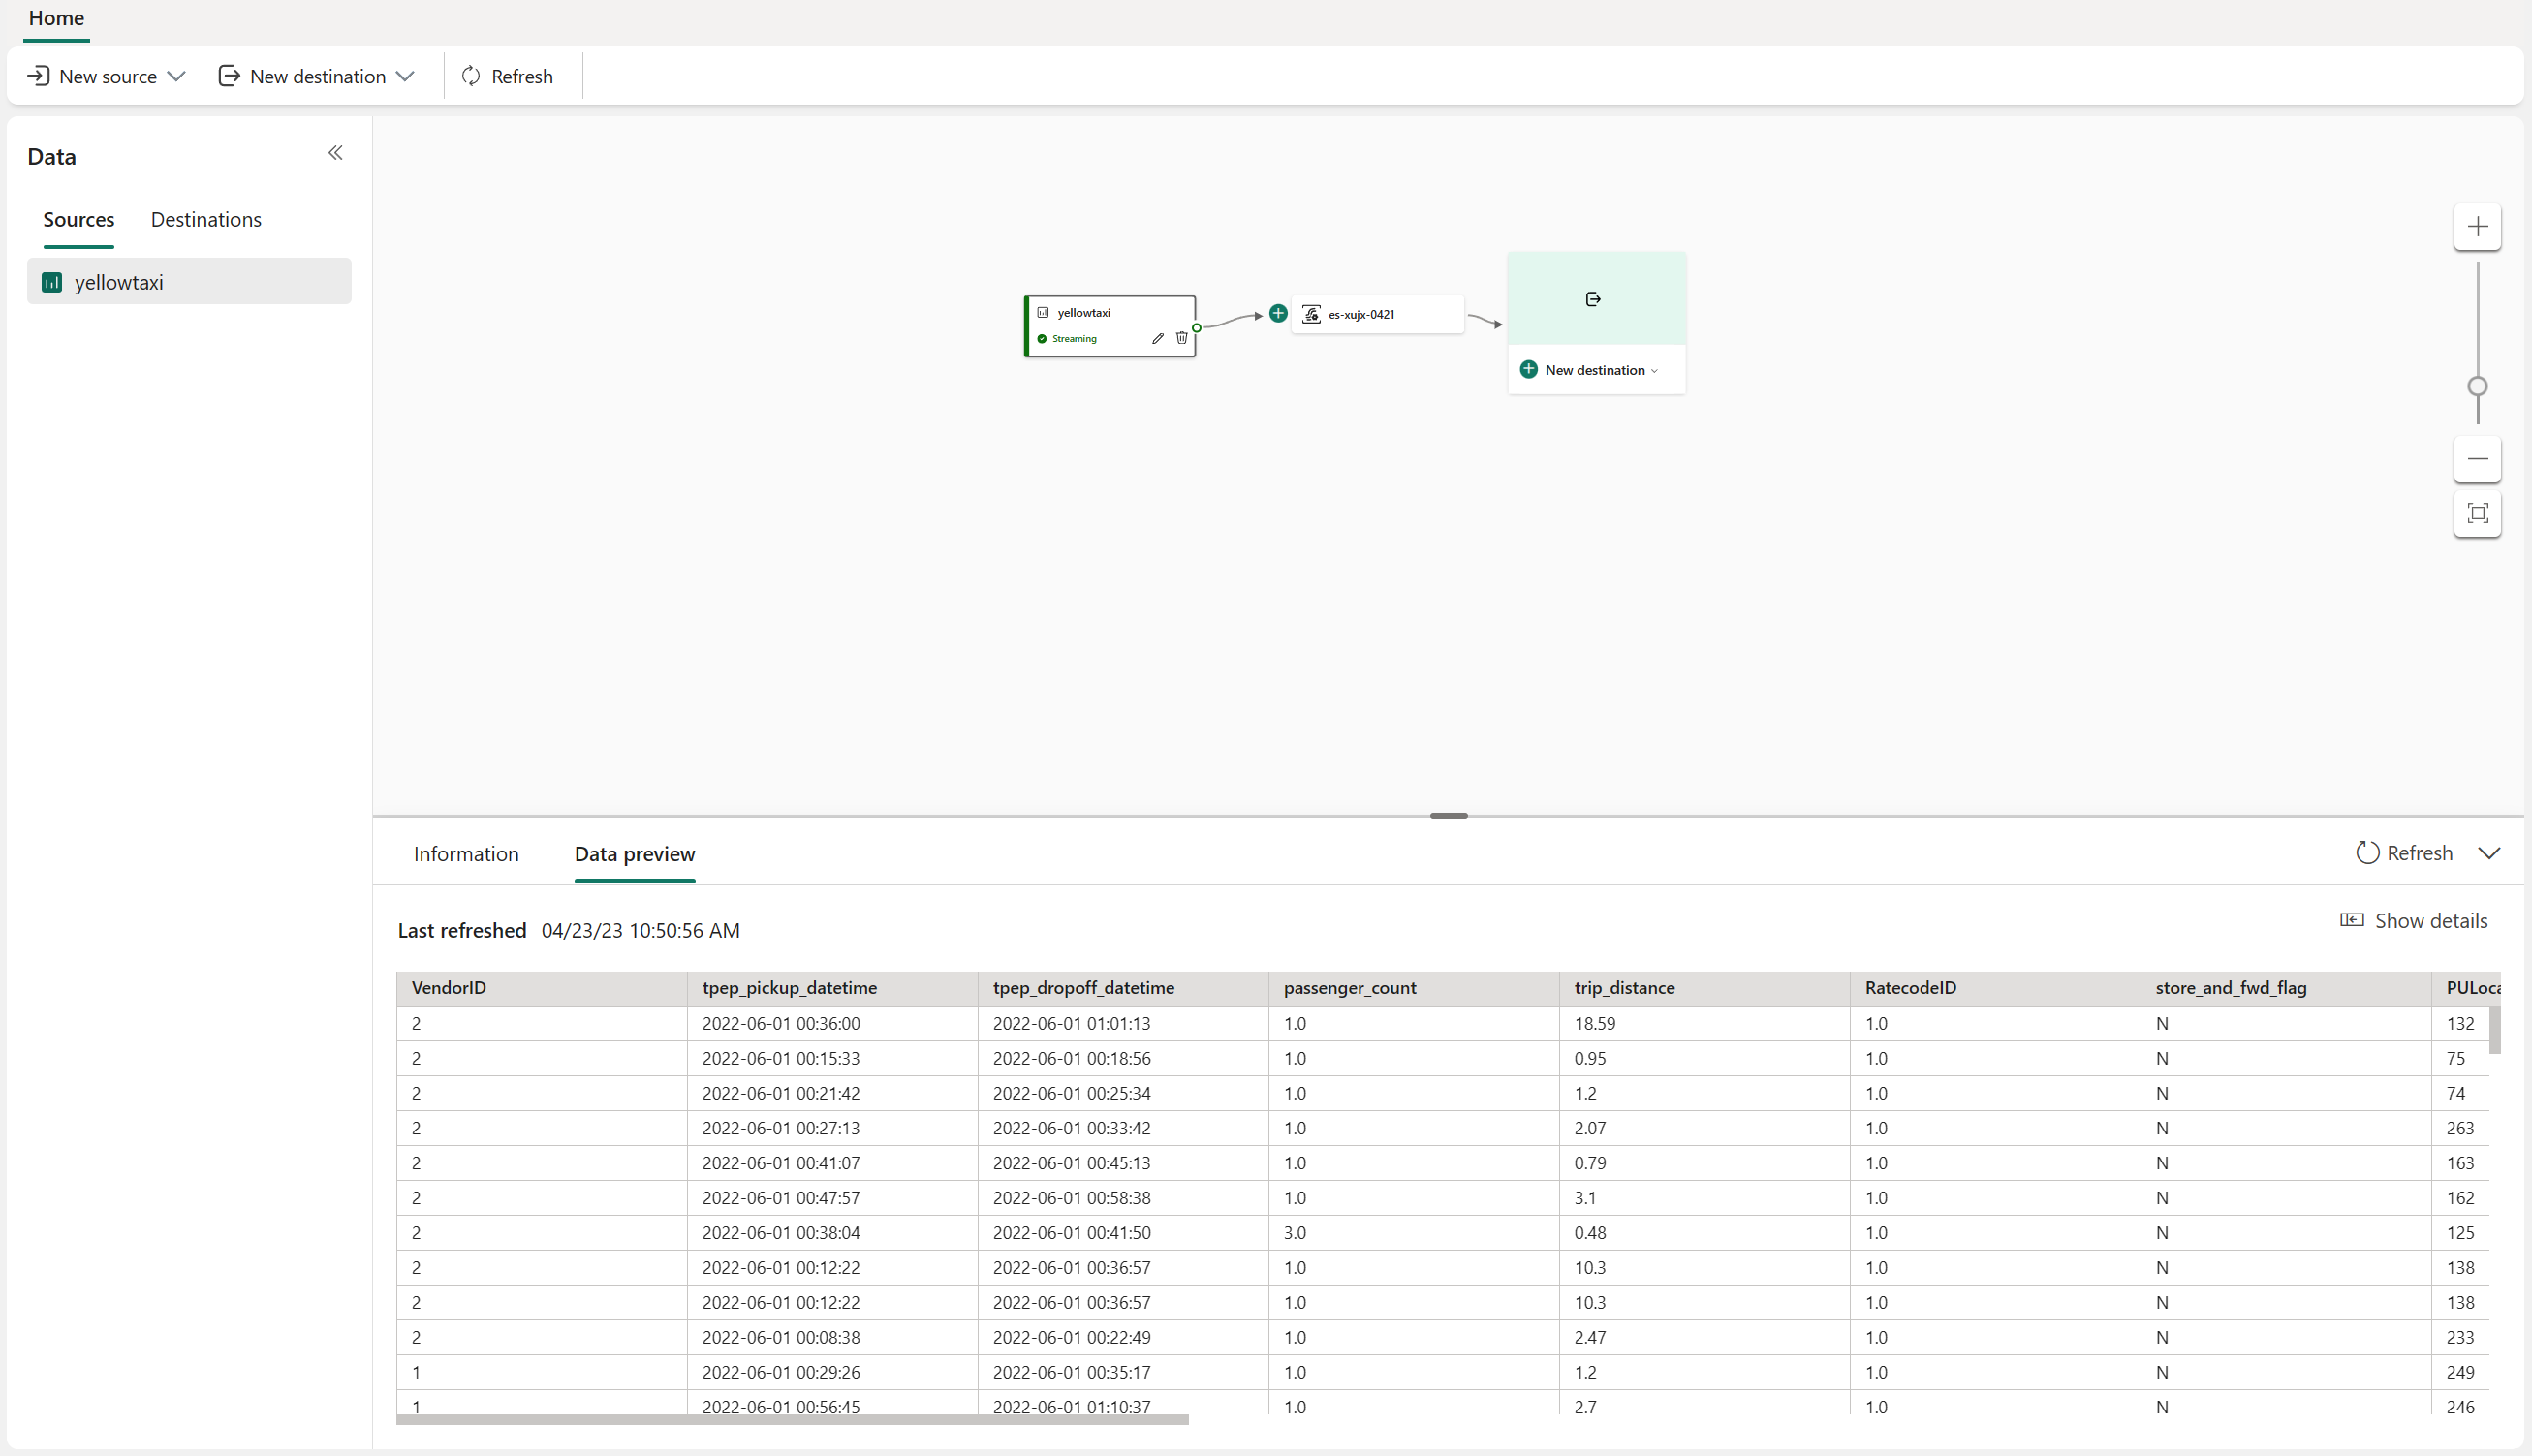 Home
New source New destination Refresh
Data
Sources Destinations
yellowtaxi
yellowtaxi
Streaming
es-xujx-0421
New destination
Information Data preview Refresh
Last refreshed 04/23/23 10:50:56 AM Show details
VendorID tpep_pickup_datetime tpep_dropoff_datetime passenger_count trip_distance RatecodeID store_and_fwd_flag PULoca
2 2022-06-01 00:36:00 2022-06-01 01:01:13 1.0 18.59 1.0 N 132
2 2022-06-01 00:15:33 2022-06-01 00:18:56 1.0 0.95 1.0 N 75
2 2022-06-01 00:21:42 2022-06-01 00:25:34 1.0 1.2 1.0 N 74
2 2022-06-01 00:27:13 2022-06-01 00:33:42 1.0 2.07 1.0 N 263
2 2022-06-01 00:41:07 2022-06-01 00:45:13 1.0 0.79 1.0 N 163
2 2022-06-01 00:47:57 2022-06-01 00:58:38 1.0 3.1 1.0 N 162
2 2022-06-01 00:38:04 2022-06-01 00:41:50 3.0 0.48 1.0 N 125
2 2022-06-01 00:12:22 2022-06-01 00:36:57 1.0 10.3 1.0 N 138
2 2022-06-01 00:12:22 2022-06-01 00:36:57 1.0 10.3 1.0 N 138
2 2022-06-01 00:08:38 2022-06-01 00:22:49 1.0 2.47 1.0 N 233
1 2022-06-01 00:29:26 2022-06-01 00:35:17 1.0 1.2 1.0 N 249
1 2022-06-01 00:56:45 2022-06-01 01:10:37 1.0 2.7 1.0 N 246